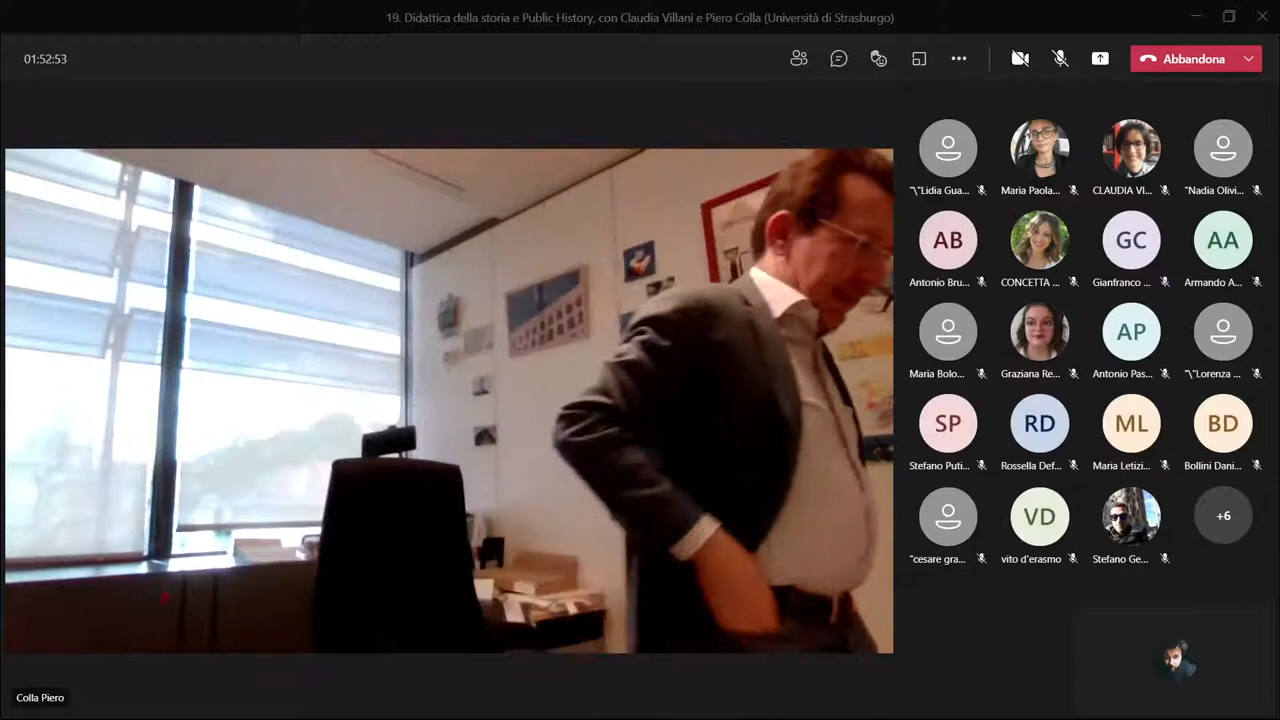 19. Didattica della storia e Public History, con Claudia Villani e Piero Colla (Università di Strasburgo)
01:52:53
Abbandona
"\"Lidia Gua...
Maria Paola...
CLAUDIA VI...
"Nadia Olivi...
AB
GC
AA
Antonio Bru...
CONCETTA ...
Gianfranco ...
Armando A...
AP
Maria Bolo...
Graziana Re...
Antonio Pas...
"\"Lorenza ...
SP
RD
ML
BD
Stefano Puti...
Rossella Def...
Maria Letizi...
Bollini Dani...
VD
+6
"cesare gra...
vito d'erasmo
Stefano Ge...
Colla Piero